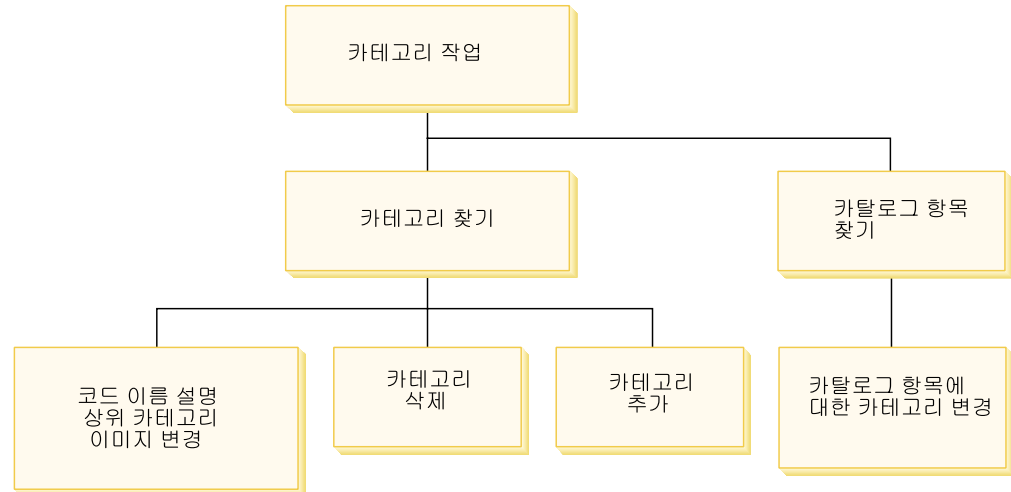 카테고리 작업
카테고리 찾기
카탈로그 항목
찾기
코드 이름 설명
상위 카테고리
이미지 변경
카테고리
삭제
카테고리
추가
카탈로그 항목에
대한 카테고리 변경